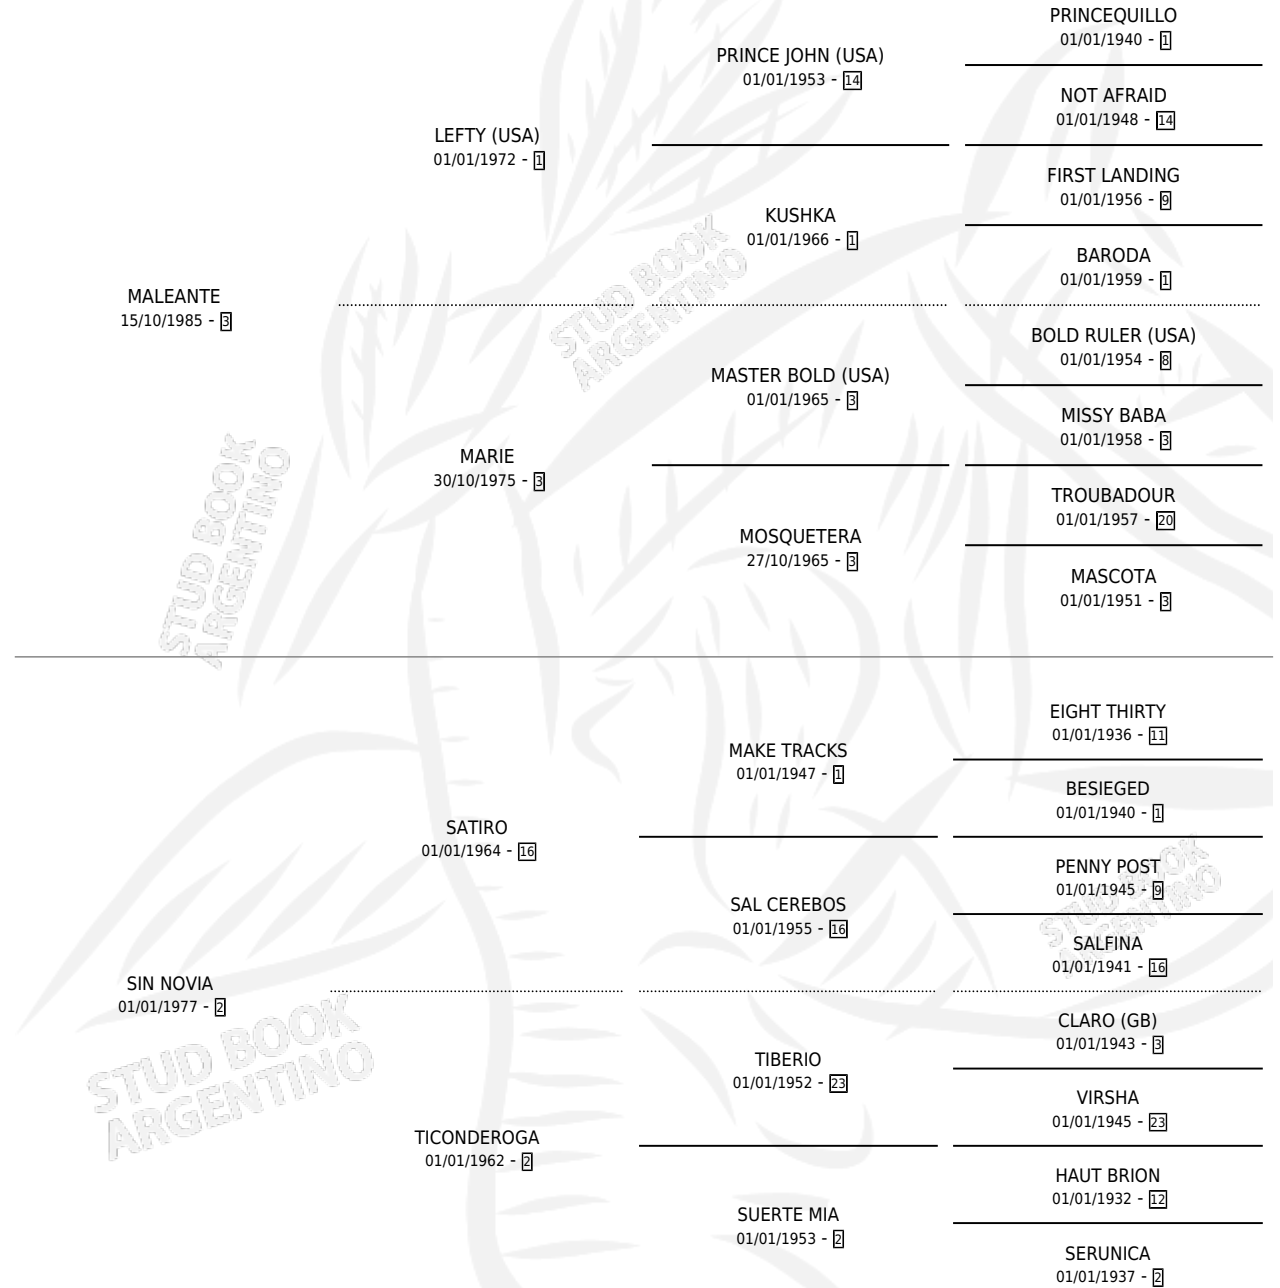 PRINCEQUILLO
01/01/1940 - 1
PRINCE JOHN (USA)
01/01/1953 - 14
NOT AFRAID
01/01/1948 - 14
LEFTY (USA)
01/01/1972 - 1
FIRST LANDING
01/01/1956 - 9
KUSHKA
01/01/1966 - 1
BARODA
01/01/1959 - 1
MALEANTE
15/10/1985 - 3
BOLD RULER (USA)
01/01/1954 - 8
MASTER BOLD (USA)
01/01/1965 - 3
MISSY BABA
01/01/1958 - 3
MARIE
30/10/1975 - 3
TROUBADOUR
01/01/1957 - 20
MOSQUETERA
27/10/1965 - 3
MASCOTA
01/01/1951 - 3
EIGHT THIRTY
01/01/1936 - 11
MAKE TRACKS
01/01/1947 - 1
BESIEGED
01/01/1940 - 1
SATIRO
01/01/1964 - 16
PENNY POST
01/01/1945 - 9
SAL CEREBOS
01/01/1955 - 16
SALFINA
01/01/1941 - 16
SIN NOVIA
01/01/1977 - 2
CLARO (GB)
01/01/1943 - 3
TIBERIO
01/01/1952 - 23
VIRSHA
01/01/1945 - 23
TICONDEROGA
01/01/1962 - 2
HAUT BRION
01/01/1932 - 12
SUERTE MIA
01/01/1953 - 2
SERUNICA
01/01/1937 - 2
STUD BOOK
ARGENTINO
STUD BOOK
ARGENTINO
STUD BOOK
ARGENTINO
STUD BOOK
ARGENTINO